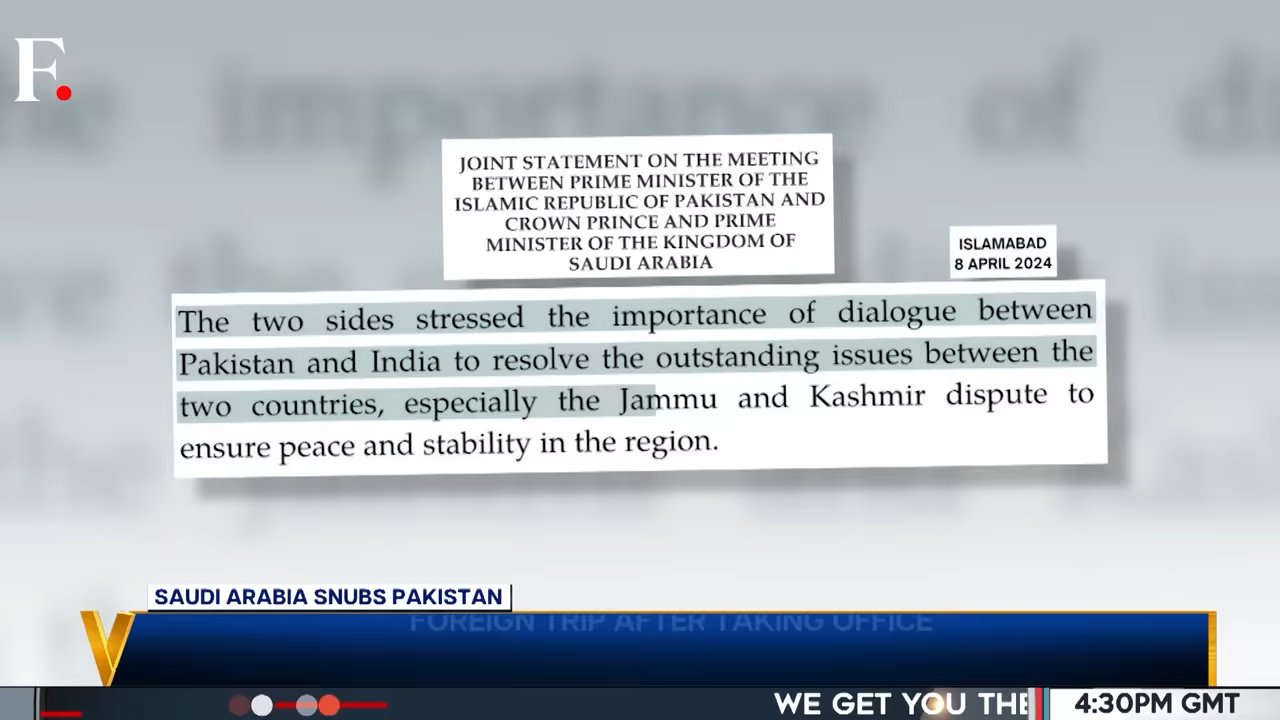 F.
JOINT STATEMENT ON THE MEETING
BETWEEN PRIME MINISTER OF THE
ISLAMIC REPUBLIC OF PAKISTAN AND
CROWN PRINCE AND PRIME
MINISTER OF THE KINGDOM OF
SAUDI ARABIA
ISLAMABAD
8 APRIL 2024
The two sides stressed the importance of dialogue between
Pakistan and India to resolve the outstanding issues between the
two countries, especially the Jammu and Kashmir dispute to
ensure peace and stability in the region.
SAUDI ARABIA SNUBS PAKISTAN
FOREIGN TRIP AFTER TAKING OFFICE
V
WE GET YOU THE
4:30PM GMT